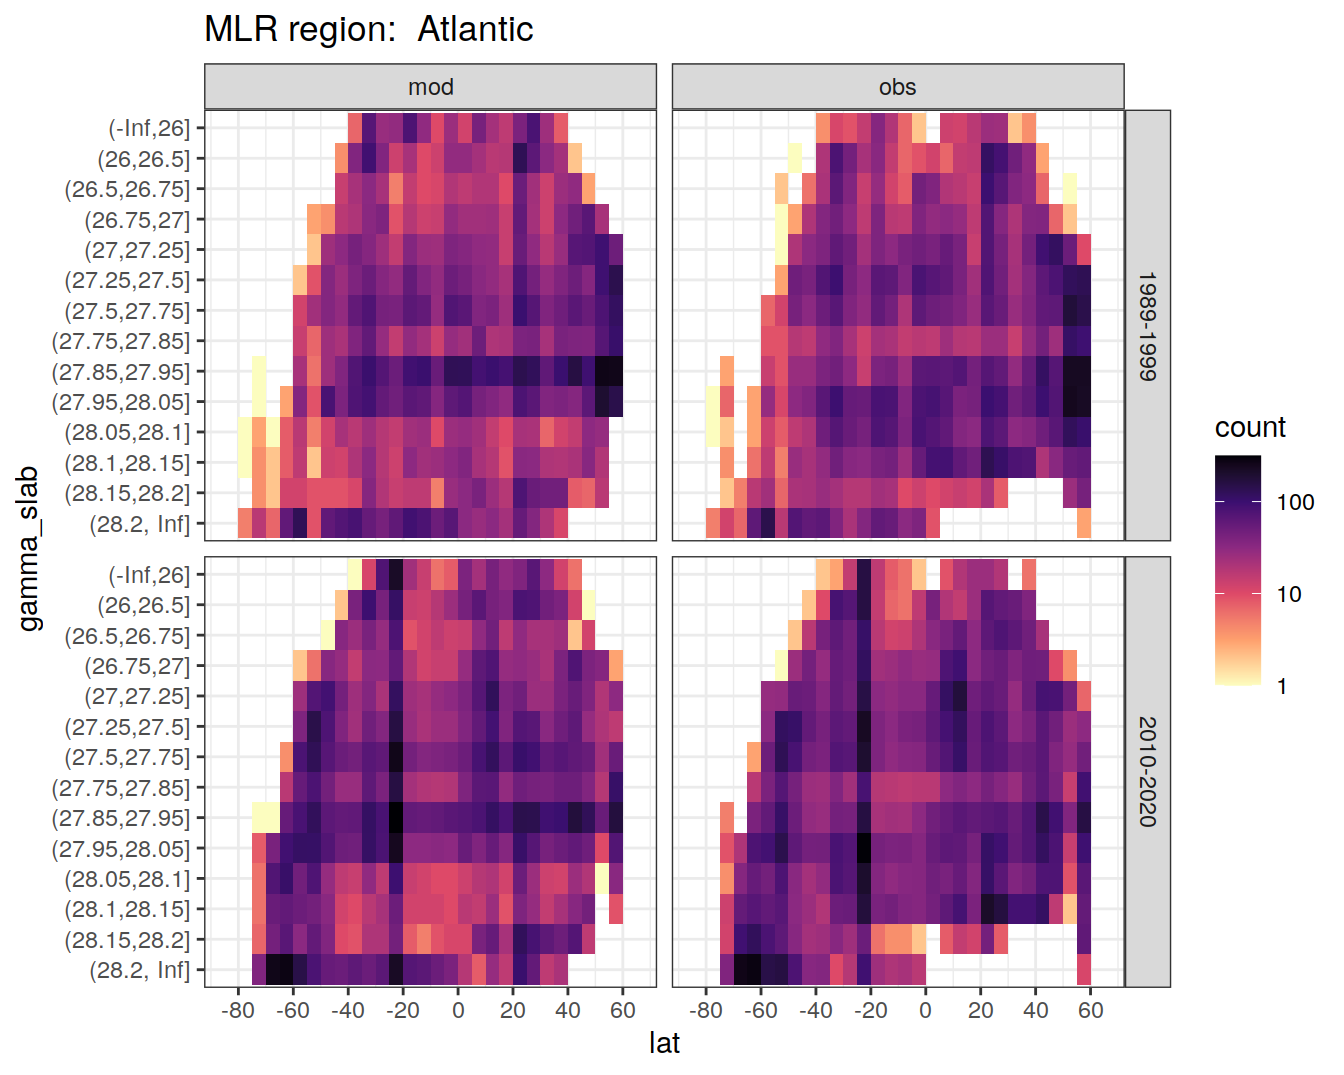 MLR region:  Atlantic
mod
obs
gamma_slab
(-Inf,26]
(26,26.5]
(26.5,26.75]
(26.75,27]
(27,27.25]
(27.25,27.5]
(27.5,27.75]
(27.75,27.85]
(27.85,27.95]
(27.95,28.05]
(28.05,28.1]
(28.1,28.15]
(28.15,28.2]
(28.2, Inf]
1989-1999
(-Inf,26]
(26,26.5]
(26.5,26.75]
(26.75,27]
(27,27.25]
(27.25,27.5]
(27.5,27.75]
(27.75,27.85]
(27.85,27.95]
(27.95,28.05]
(28.05,28.1]
(28.1,28.15]
(28.15,28.2]
(28.2, Inf]
2010-2020
-80 -60 -40 -20 0 20 40 60
-80 -60 -40 -20 0 20 40 60
lat
count
100
10
1